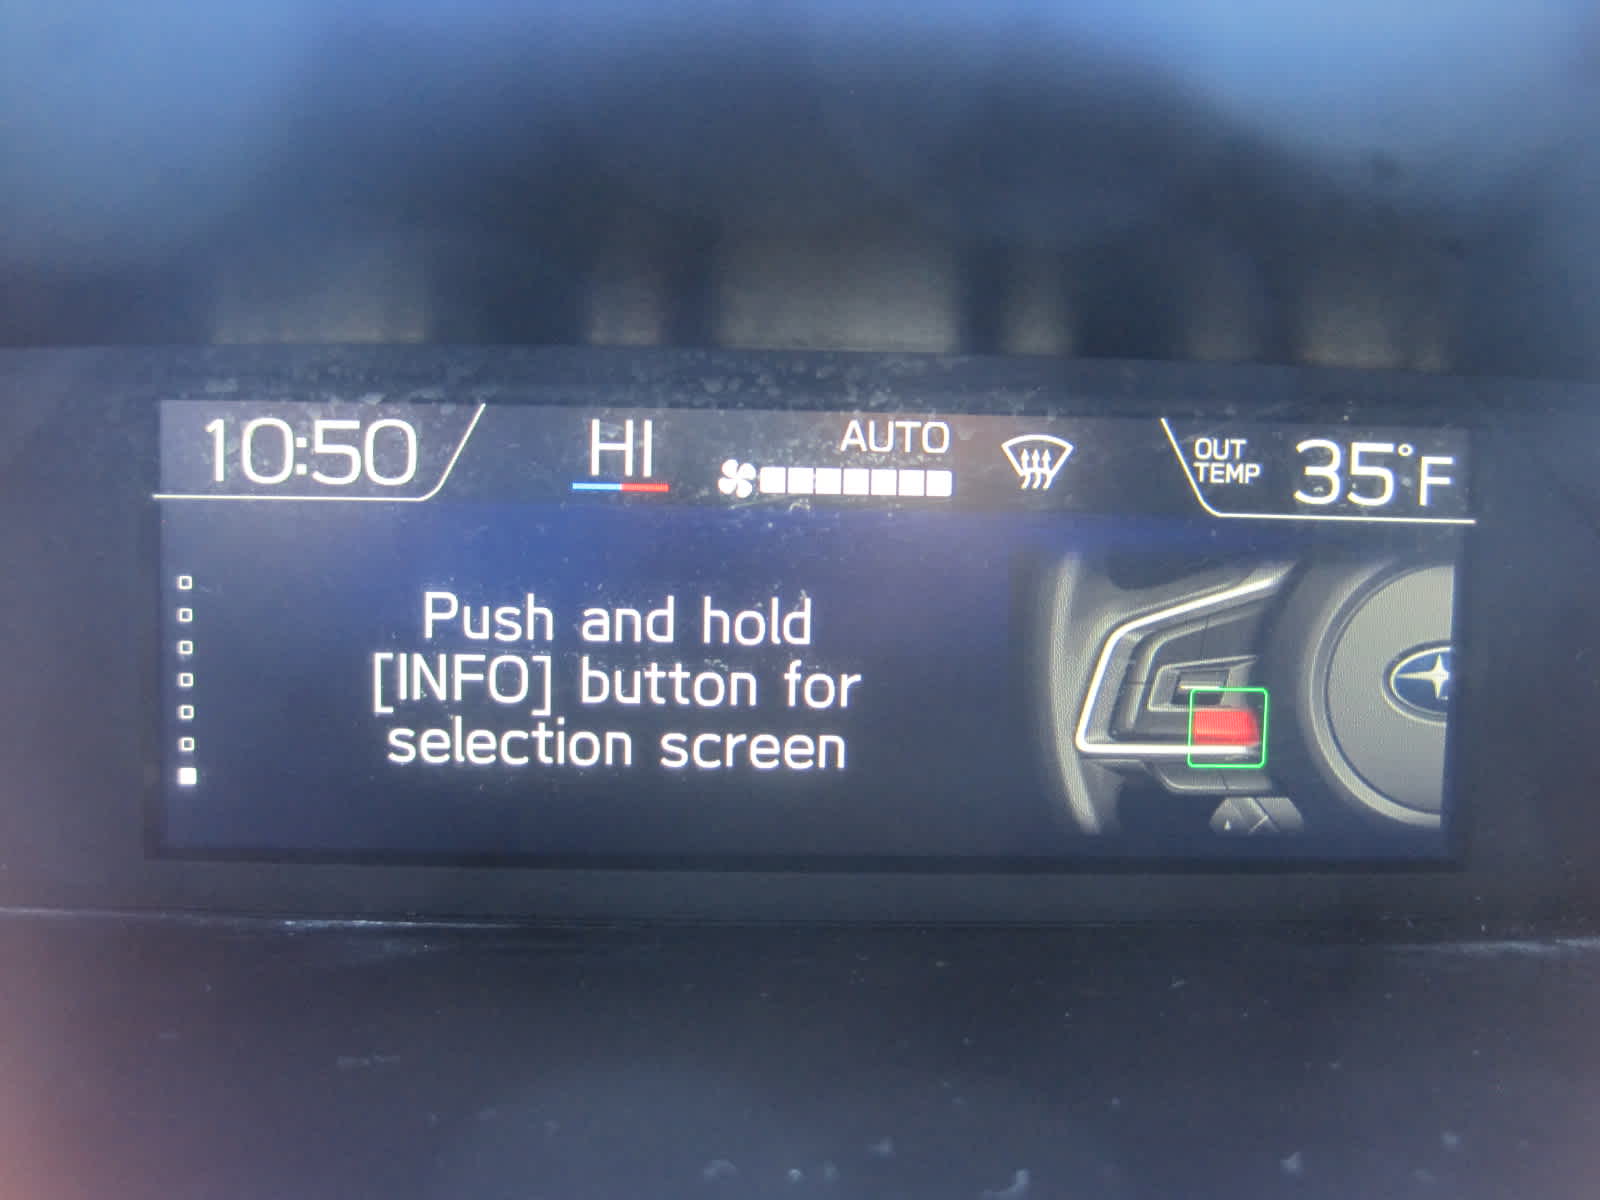 10:50
HI
AUTO
OUT
TEMP
35°F
Push and hold
[INFO] button for
selection screen